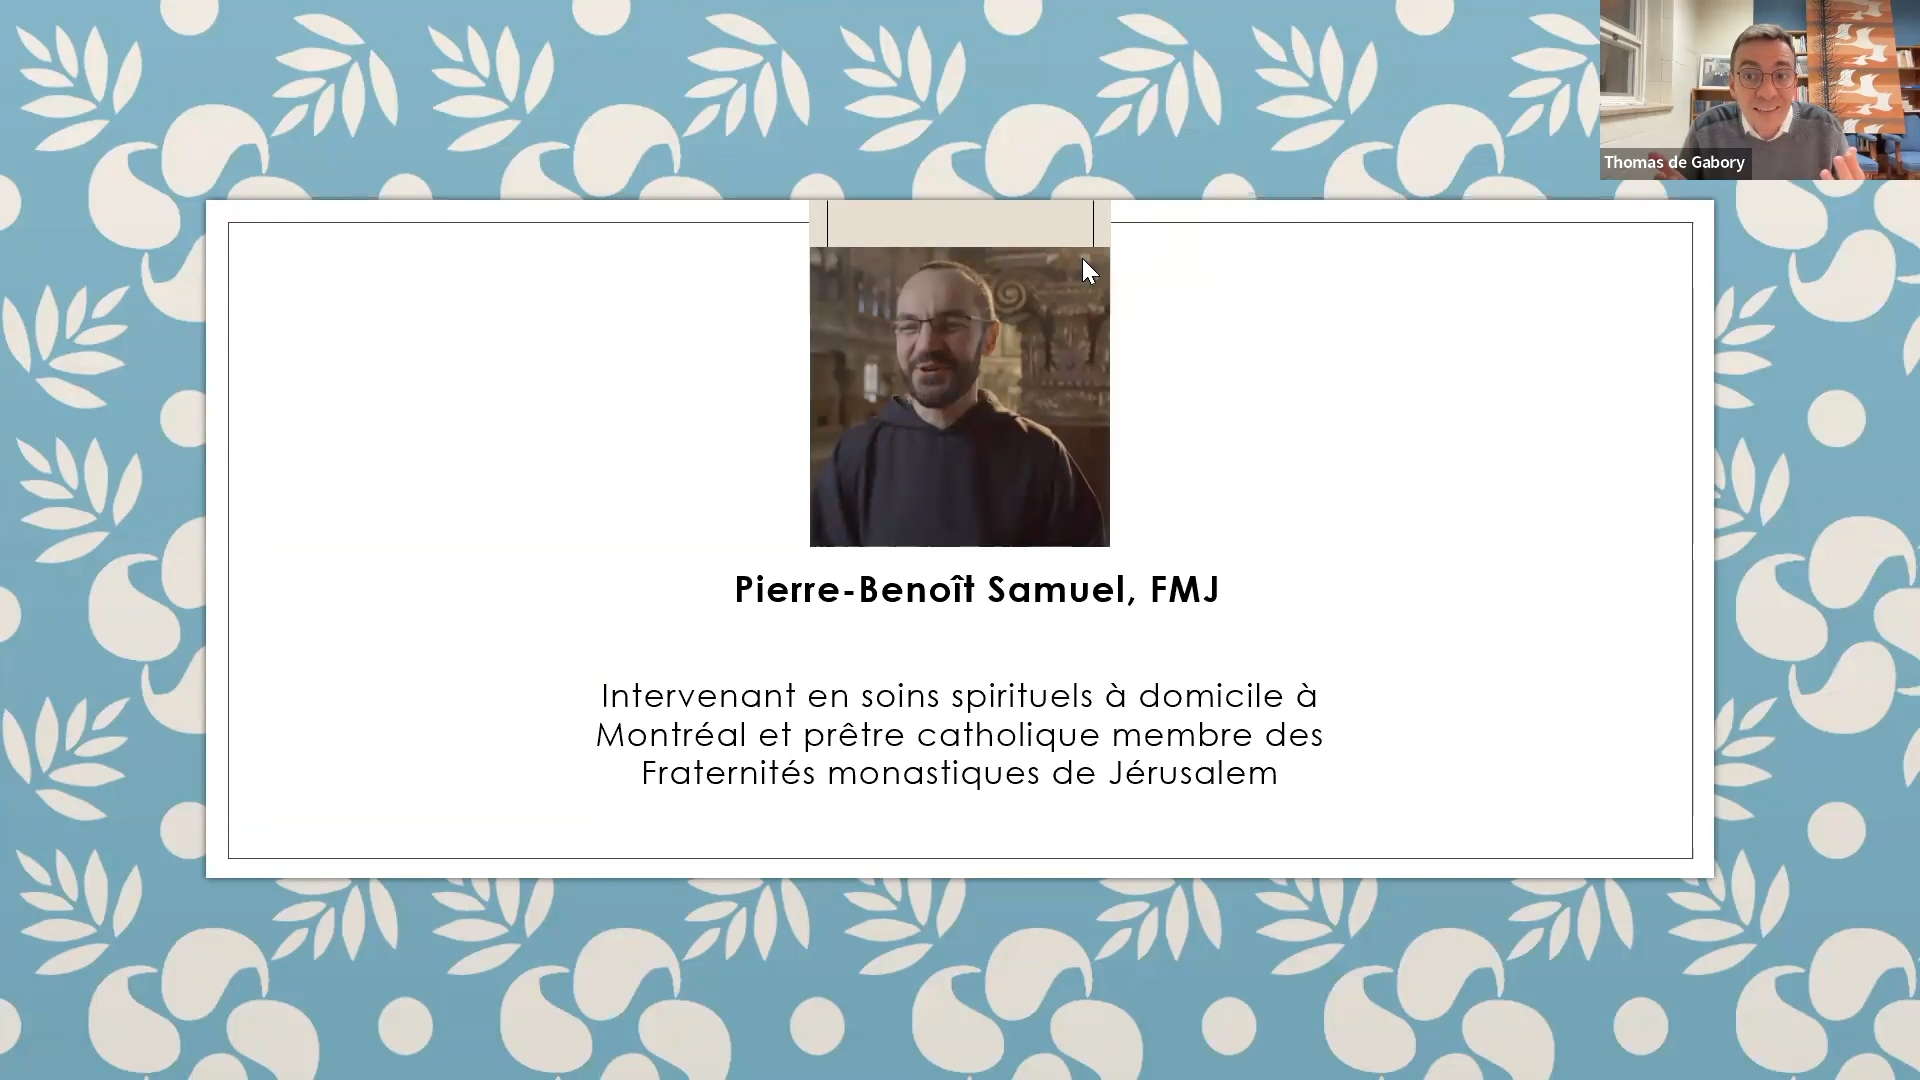 Thomas de Gabory
Pierre-Benoît Samuel, FMJ
Intervenant en soins spirituels à domicile à
Montréal et prêtre catholique membre des
Fraternités monastiques de Jérusalem